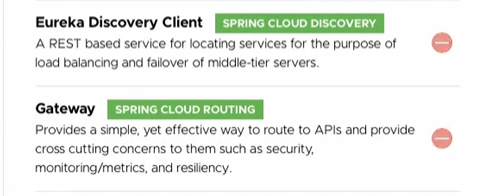 Eureka Discovery Client SPRING CLOUD DISCOVERY
A REST based service for locating services for the purpose of
load balancing and failover of middle-tier servers.
Gateway SPRING CLOUD ROUTING
Provides a simple, yet effective way to route to APIs and provide
cross cutting concerns to them such as security,
monitoring/metrics, and resiliency.